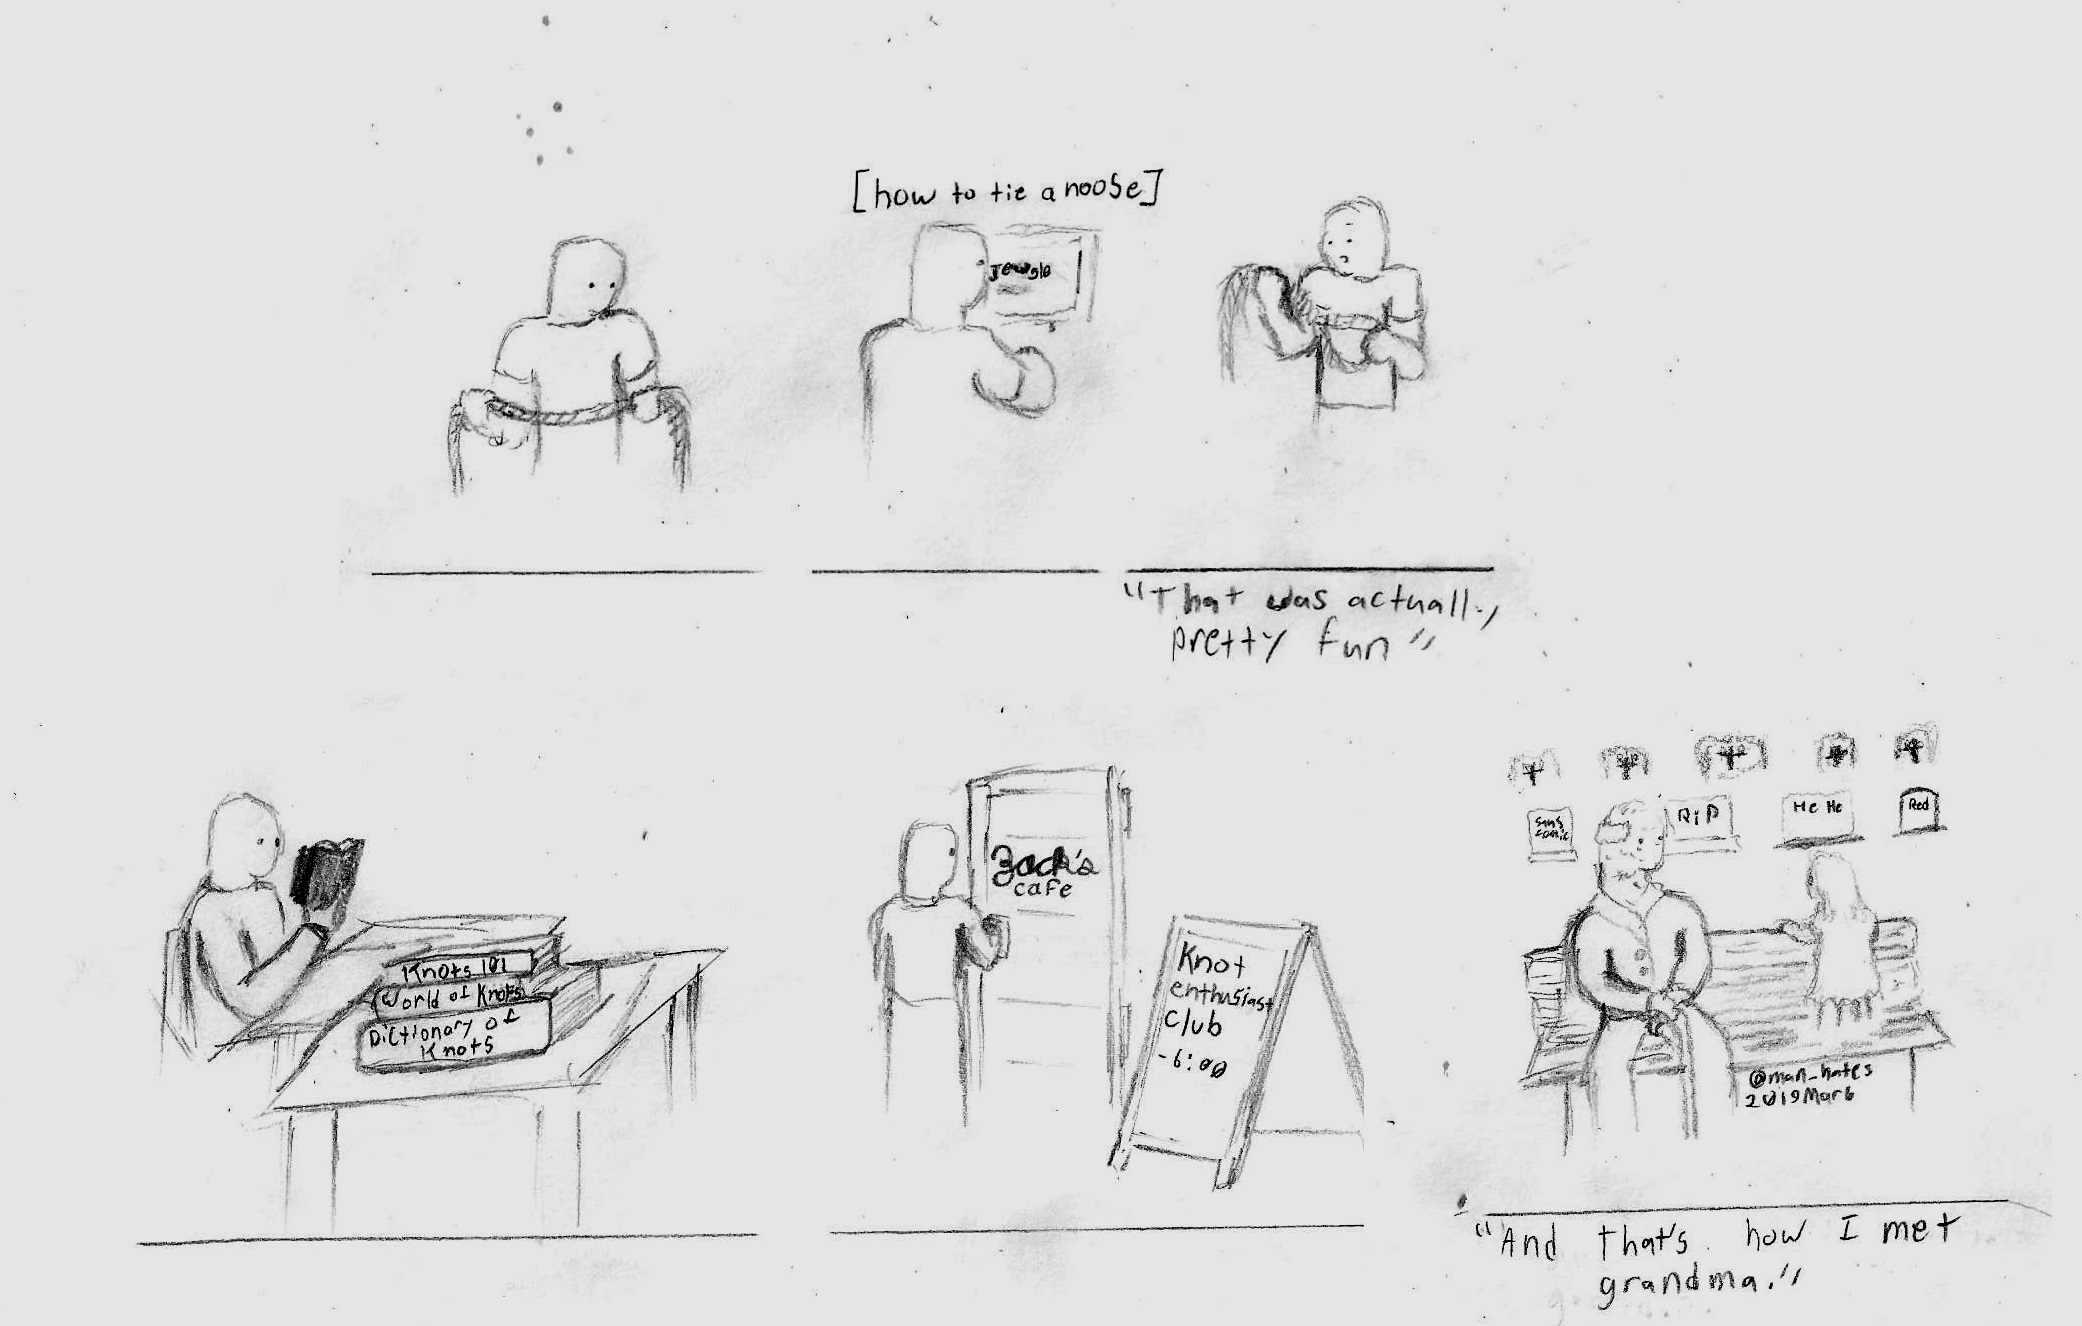 [how to tie a noose]
Jewgle
"That was actually
pretty fun"
Knots 101
World of Knots
Dictionary of
Knots
Zack's
cafe
Knot
enthusiast
club
-6:00
Sans
comic
RIP
He He
Red
@man_hates
2019Mar6
"And that's how I met
grandma."